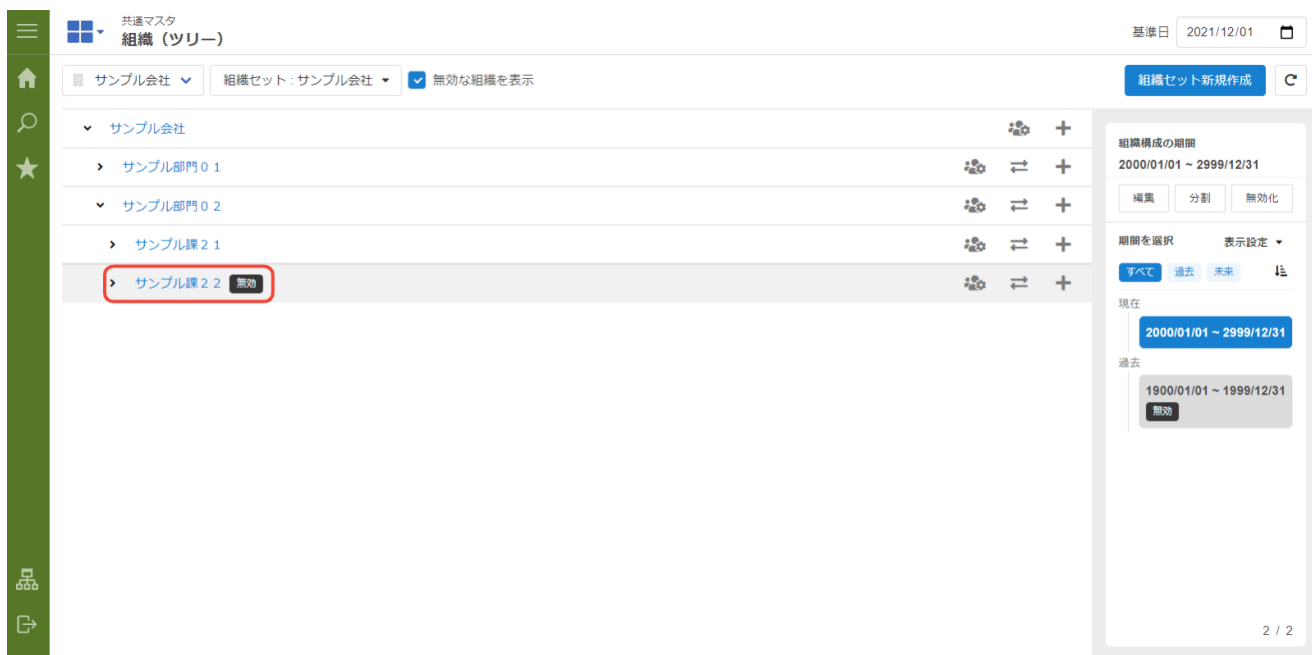 共通マスタ
組織（ツリー）
基準日 2021/12/01
サンプル会社 組織セット : サンプル会社 無効な組織を表示 組織セット新規作成
サンプル会社
サンプル部門０１
サンプル部門０２
サンプル課２１
サンプル課２２ 無効
組織構成の期間
2000/01/01 ~ 2999/12/31
編集 分割 無効化
期間を選択 表示設定
すべて 過去 未来
現在
2000/01/01 ~ 2999/12/31
過去
1900/01/01 ~ 1999/12/31
無効
2 / 2